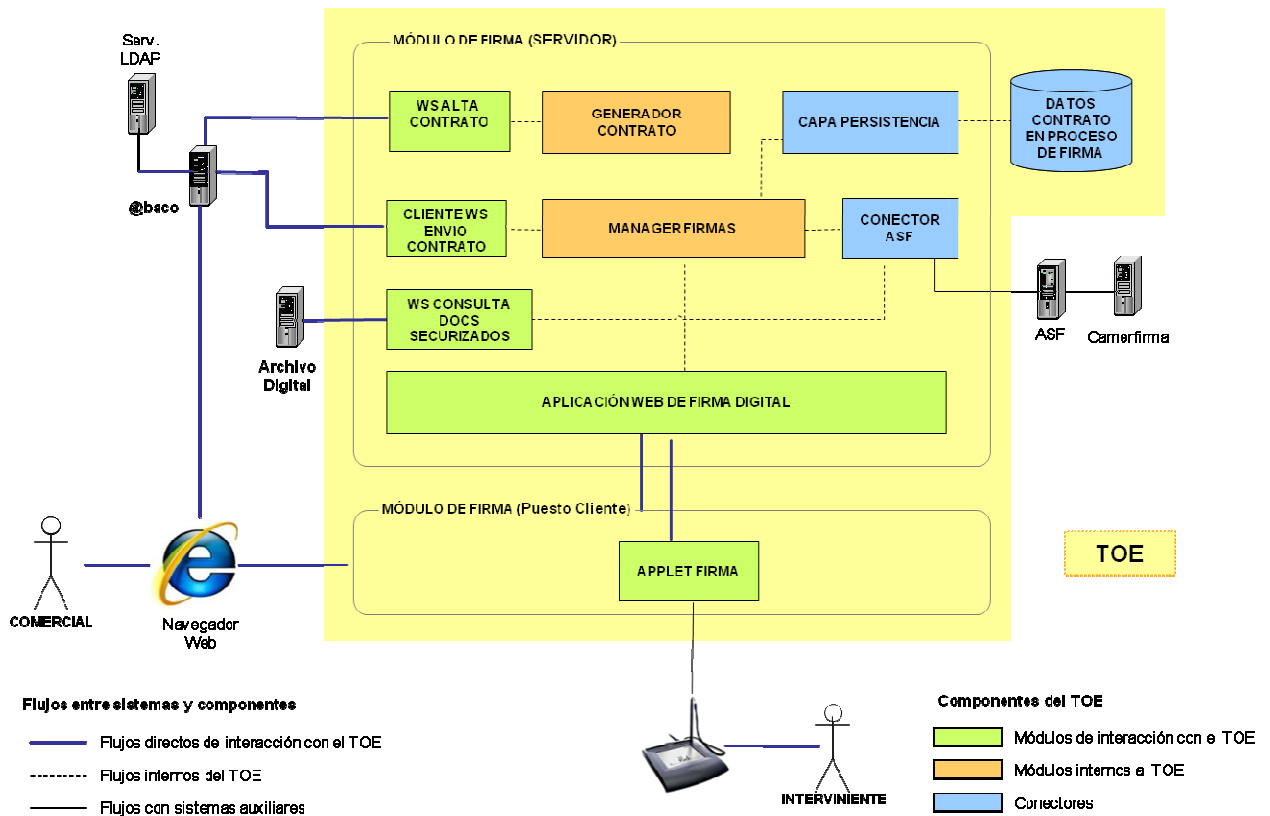 MÓDULO DE FIRMA (SERVIDOR)
Serv.
LDAP
WS ALTA
CONTRATO
GENERADOR
CONTRATO
CAPA PERSISTENCIA
DATOS
CONTRATO
EN PROCESO
DE FIRMA
@baco
CLIENTE WS
ENVIO
CONTRATO
MANAGER FIRMAS
CONECTOR
ASF
WS CONSULTA
DOCS
SECURIZADOS
Archivo
Digital
ASF
Camerfirma
APLICACIÓN WEB DE FIRMA DIGITAL
MÓDULO DE FIRMA (Puesto Cliente)
APPLET FIRMA
TOE
COMERCIAL
Navegador
Web
Flujos entre sistemas y componentes
Flujos directos de interacción con el TOE
Flujos internos del TOE
Flujos con sistemas auxiliares
INTERVINIENTE
Componentes del TOE
Módulos de interacción con e TOE
Módulos internos a TOE
Conectores